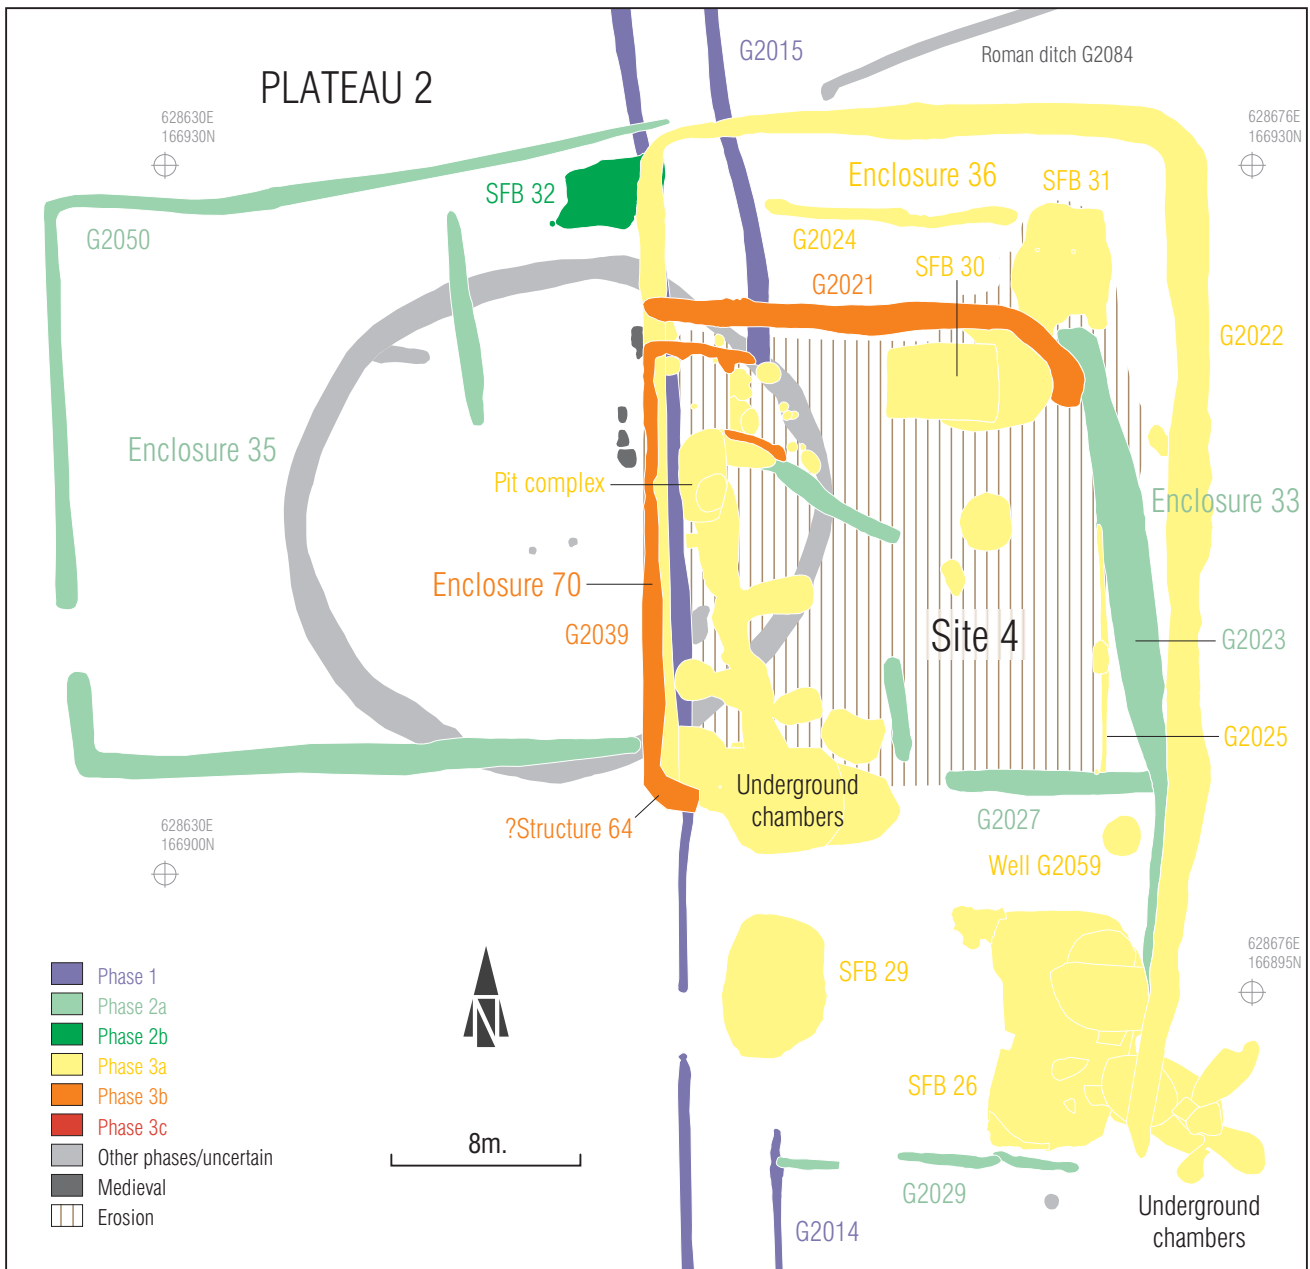 G2015
Roman ditch G2084
PLATEAU 2
628630E
166930N
628676E
166930N
SFB 32
Enclosure 36
SFB 31
G2050
G2024
SFB 30
G2021
G2022
Enclosure 35
Pit complex
Enclosure 33
Enclosure 70
G2039
Site 4
G2023
G2025
Underground
chambers
G2027
?Structure 64
628630E
166900N
Well G2059
628676E
166895N
SFB 29
SFB 26
Phase 1
Phase 2a
Phase 2b
Phase 3a
Phase 3b
Phase 3c
Other phases/uncertain
Medieval
Erosion
N
8m.
G2029
G2014
Underground
chambers